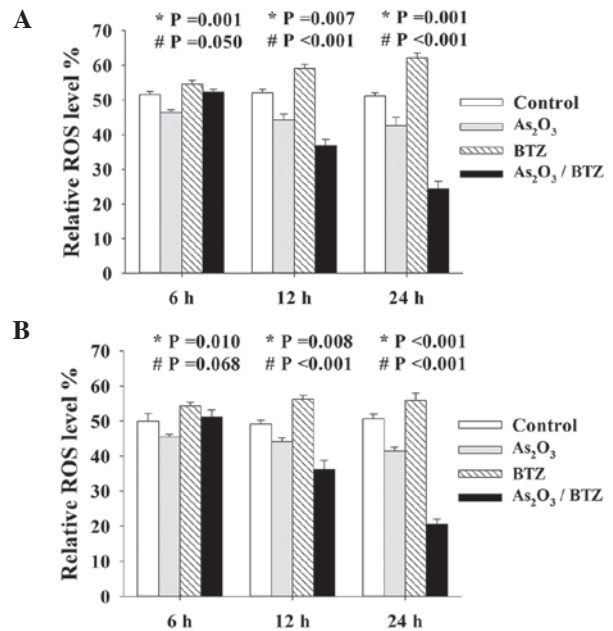 A
* P =0.001 * P =0.007 * P =0.001
# P =0.050 # P <0.001 # P <0.001
Relative ROS level %
70
60
50
40
30
20
10
0
6 h 12 h 24 h
Control
As₂O₃
BTZ
As₂O₃ / BTZ
B
* P =0.010 * P =0.008 * P <0.001
# P =0.068 # P <0.001 # P <0.001
Relative ROS level %
70
60
50
40
30
20
10
0
6 h 12 h 24 h
Control
As₂O₃
BTZ
As₂O₃ / BTZ